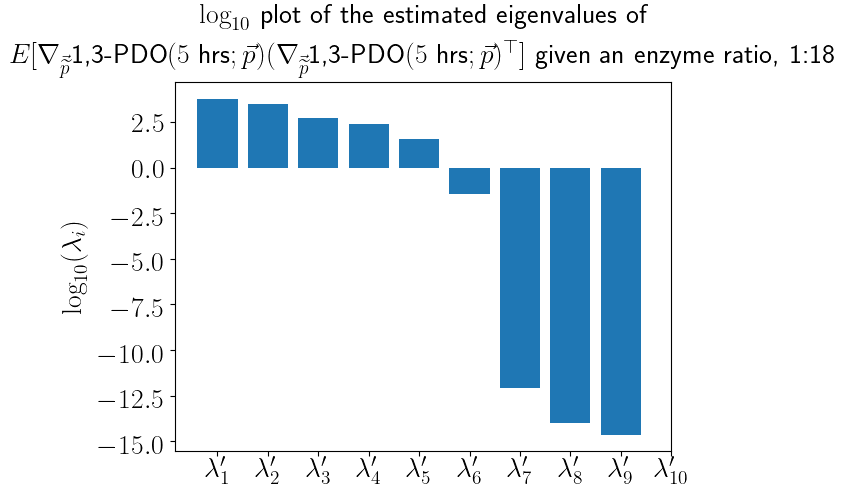 log₁₀ plot of the estimated eigenvalues of
E[∇_p̃⃗ 1,3-PDO(5 hrs; p⃗)(∇_p̃⃗ 1,3-PDO(5 hrs; p⃗)^⊤] given an enzyme ratio, 1:18
2.5
0.0
−2.5
−5.0
−7.5
−10.0
−12.5
−15.0
log₁₀(λᵢ)
λ′₁ λ′₂ λ′₃ λ′₄ λ′₅ λ′₆ λ′₇ λ′₈ λ′₉ λ′₁₀